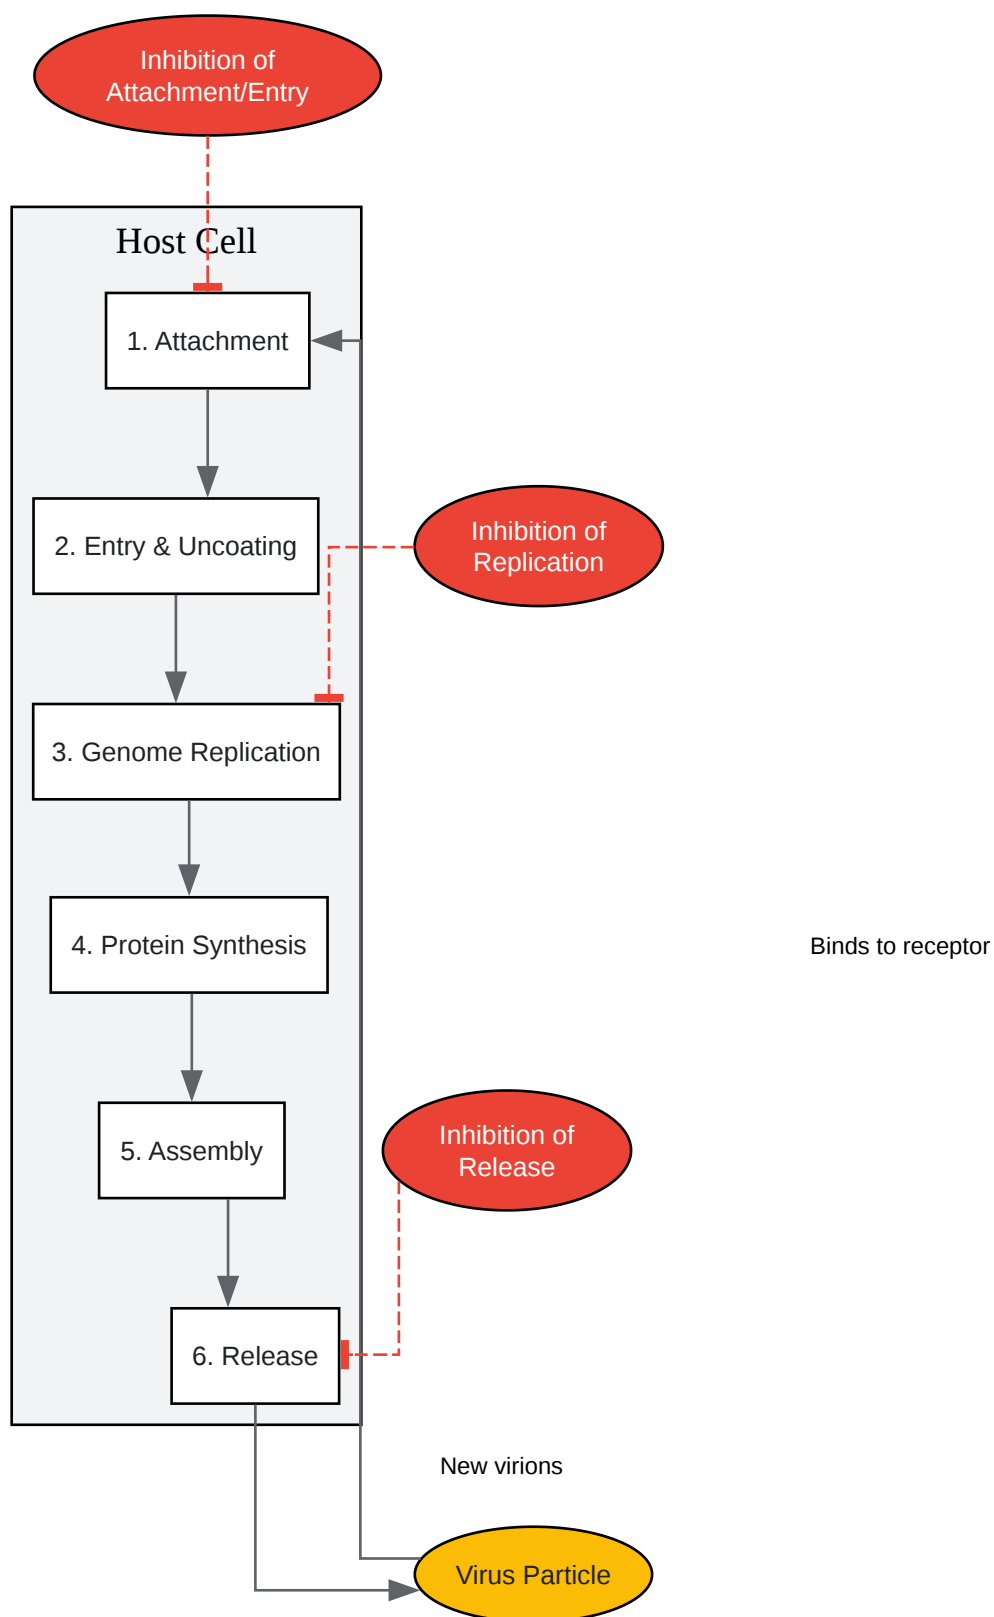 Inhibition of
Attachment/Entry
Host Cell
1. Attachment
2. Entry & Uncoating
Inhibition of
Replication
3. Genome Replication
4. Protein Synthesis
Binds to receptor
5. Assembly
Inhibition of
Release
6. Release
New virions
Virus Particle